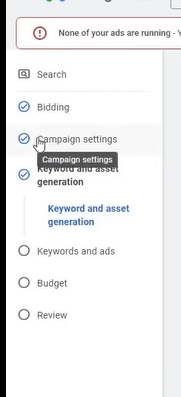 None of your ads are running - Y
Search
Bidding
Campaign settings
Campaign settings
Keyword and asset
generation
Keyword and asset
generation
Keywords and ads
Budget
Review